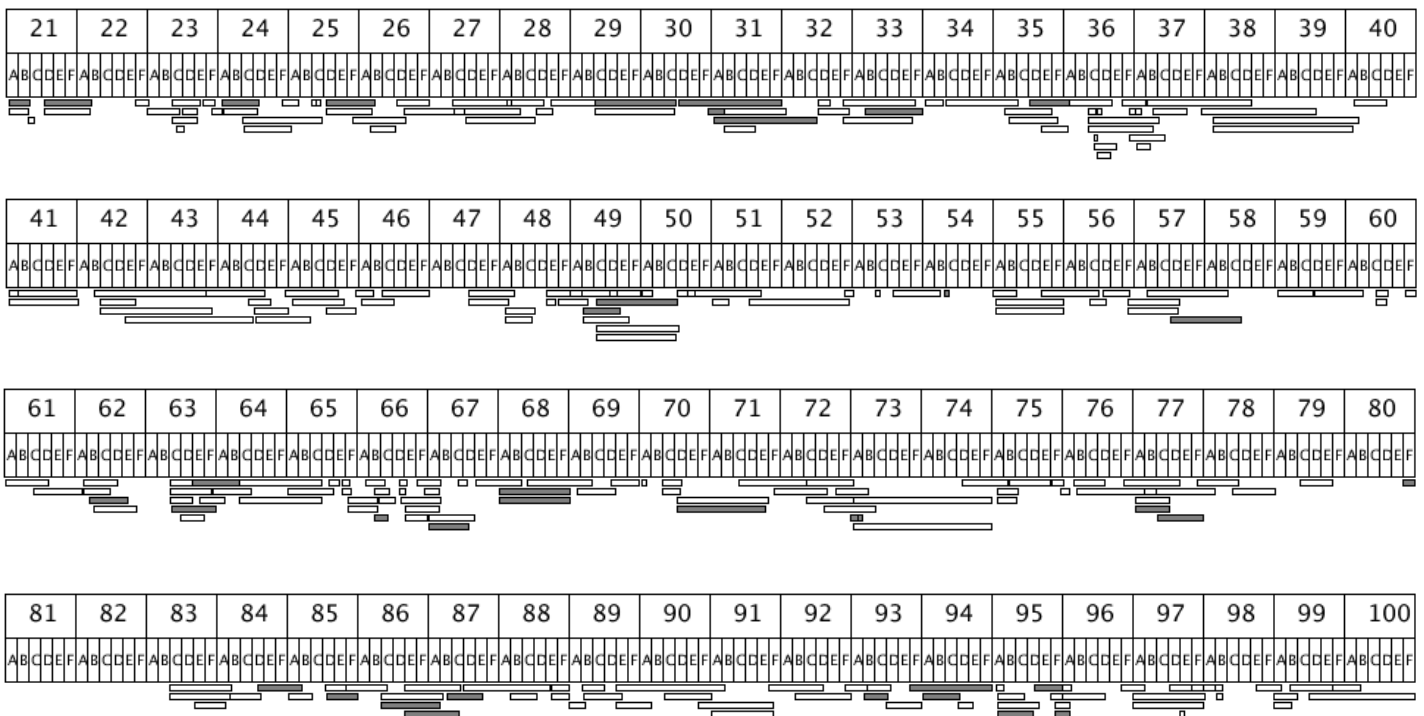 21 22 23 24 25 26 27 28 29 30 31 32 33 34 35 36 37 38 39 40
ABCDEFABCDEFABCDEFABCDEFABCDEFABCDEFABCDEFABCDEFABCDEFABCDEFABCDEFABCDEFABCDEFABCDEFABCDEFABCDEFABCDEFABCDEFABCDEFABCDEF
41 42 43 44 45 46 47 48 49 50 51 52 53 54 55 56 57 58 59 60
ABCDEFABCDEFABCDEFABCDEFABCDEFABCDEFABCDEFABCDEFABCDEFABCDEFABCDEFABCDEFABCDEFABCDEFABCDEFABCDEFABCDEFABCDEFABCDEFABCDEF
61 62 63 64 65 66 67 68 69 70 71 72 73 74 75 76 77 78 79 80
ABCDEFABCDEFABCDEFABCDEFABCDEFABCDEFABCDEFABCDEFABCDEFABCDEFABCDEFABCDEFABCDEFABCDEFABCDEFABCDEFABCDEFABCDEFABCDEFABCDEF
81 82 83 84 85 86 87 88 89 90 91 92 93 94 95 96 97 98 99 100
ABCDEFABCDEFABCDEFABCDEFABCDEFABCDEFABCDEFABCDEFABCDEFABCDEFABCDEFABCDEFABCDEFABCDEFABCDEFABCDEFABCDEFABCDEFABCDEFABCDEF